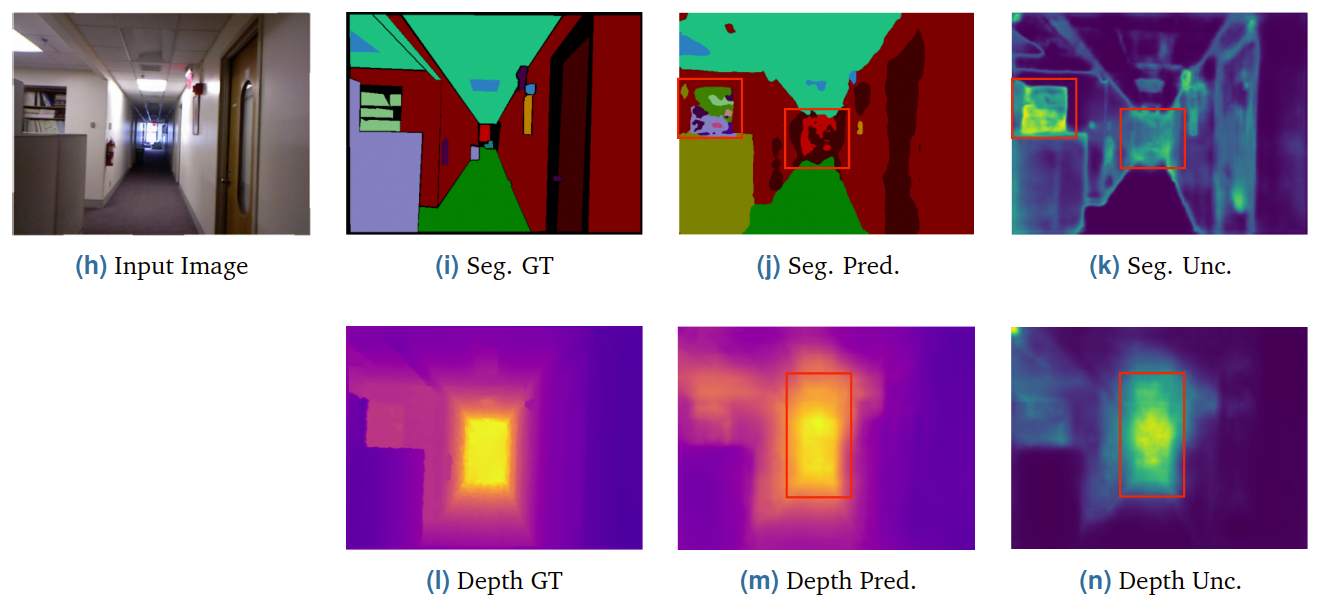 (h) Input Image
(i) Seg. GT
(j) Seg. Pred.
(k) Seg. Unc.
(l) Depth GT
(m) Depth Pred.
(n) Depth Unc.